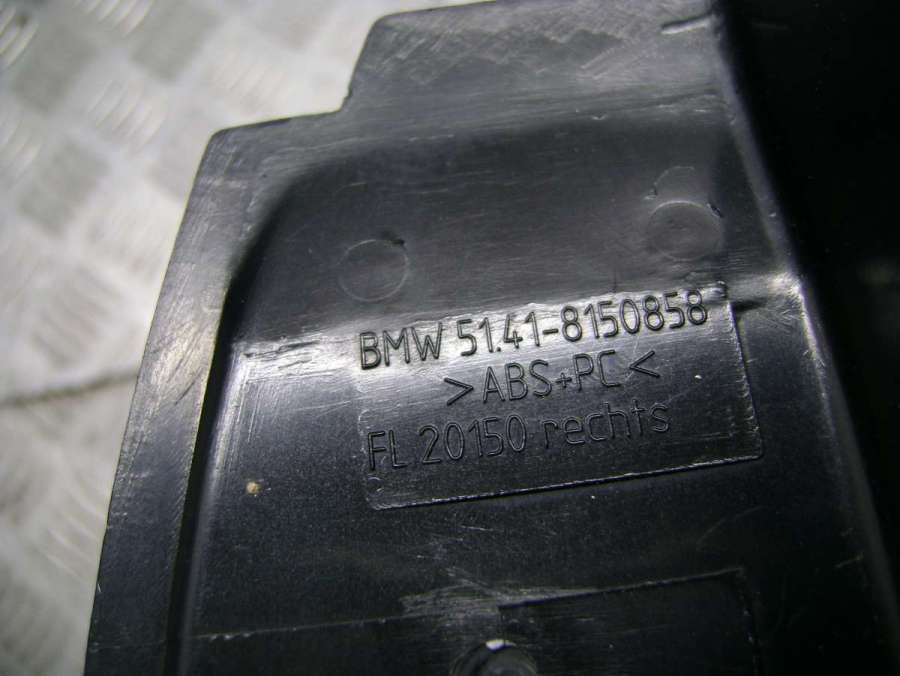 BMW 51.41-8150858
>ABS+PC<
FL 20150 rechts